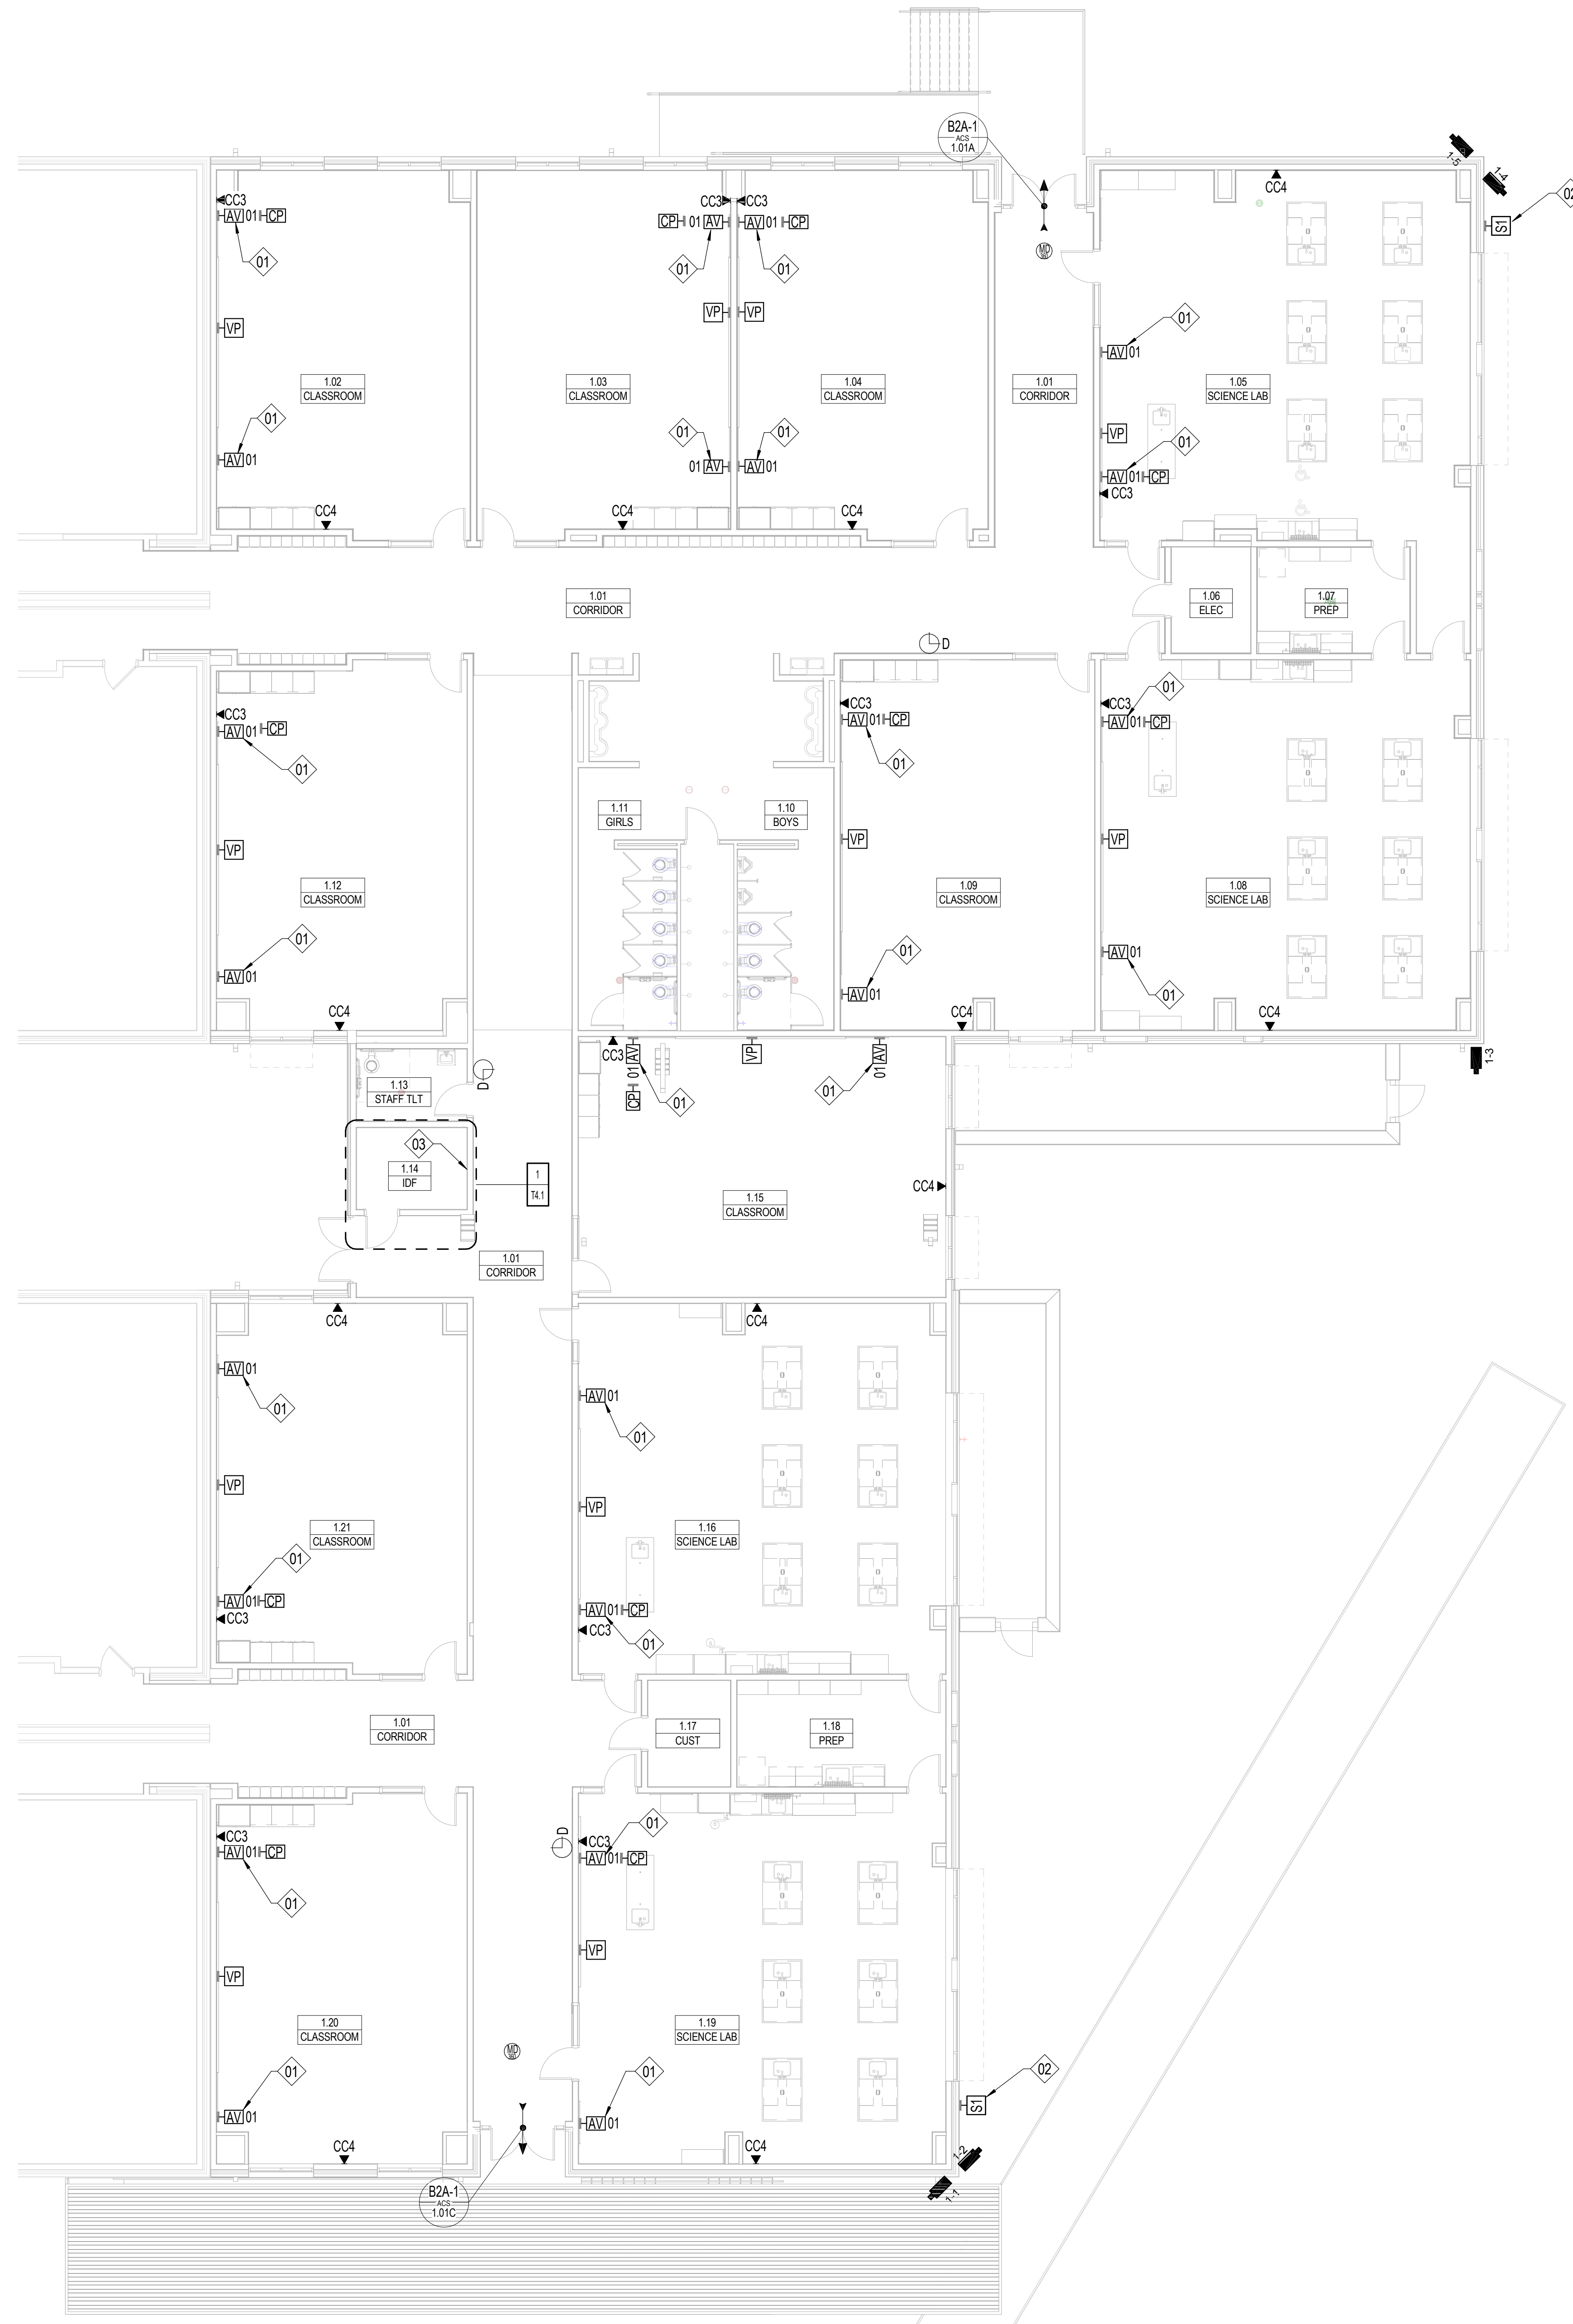 B2A-1
ACS
1.01A
1-5
1-4
02
S1
CC4
CC3
AV 01 CP
01
CC3
CC3
CP 01 AV
AV 01 CP
01
01
MD
360
VP
VP
VP
01
AV 01
1.02
CLASSROOM
1.03
CLASSROOM
1.04
CLASSROOM
1.01
CORRIDOR
1.05
SCIENCE LAB
01
01
01
VP
01
AV 01
01 AV
AV 01
AV 01 CP
CC3
CC4
CC4
CC4
1.01
CORRIDOR
1.06
ELEC
1.07
PREP
D
CC3
AV 01 CP
01
CC3
AV 01 CP
01
CC3
AV 01 CP
01
1.11
GIRLS
1.10
BOYS
VP
VP
VP
1.12
CLASSROOM
1.09
CLASSROOM
1.08
SCIENCE LAB
01
AV 01
01
AV 01
AV 01
01
CC4
CC4
CC4
1-3
CC3
01 AV
CP
01
VP
01 AV
01
D
1.13
STAFF TLT
03
1.14
IDF
1
T4.1
1.15
CLASSROOM
CC4
1.01
CORRIDOR
CC4
CC4
AV 01
01
AV 01
01
VP
VP
1.21
CLASSROOM
1.16
SCIENCE LAB
01
AV 01 CP
CC3
AV 01 CP
CC3
01
1.01
CORRIDOR
1.17
CUST
1.18
PREP
CC3
AV 01 CP
01
D
CC3
AV 01 CP
01
VP
VP
1.20
CLASSROOM
1.19
SCIENCE LAB
MD
360
01
AV 01
01
AV 01
02
S1
CC4
CC4
1-2
1-1
B2A-1
ACS
1.01C